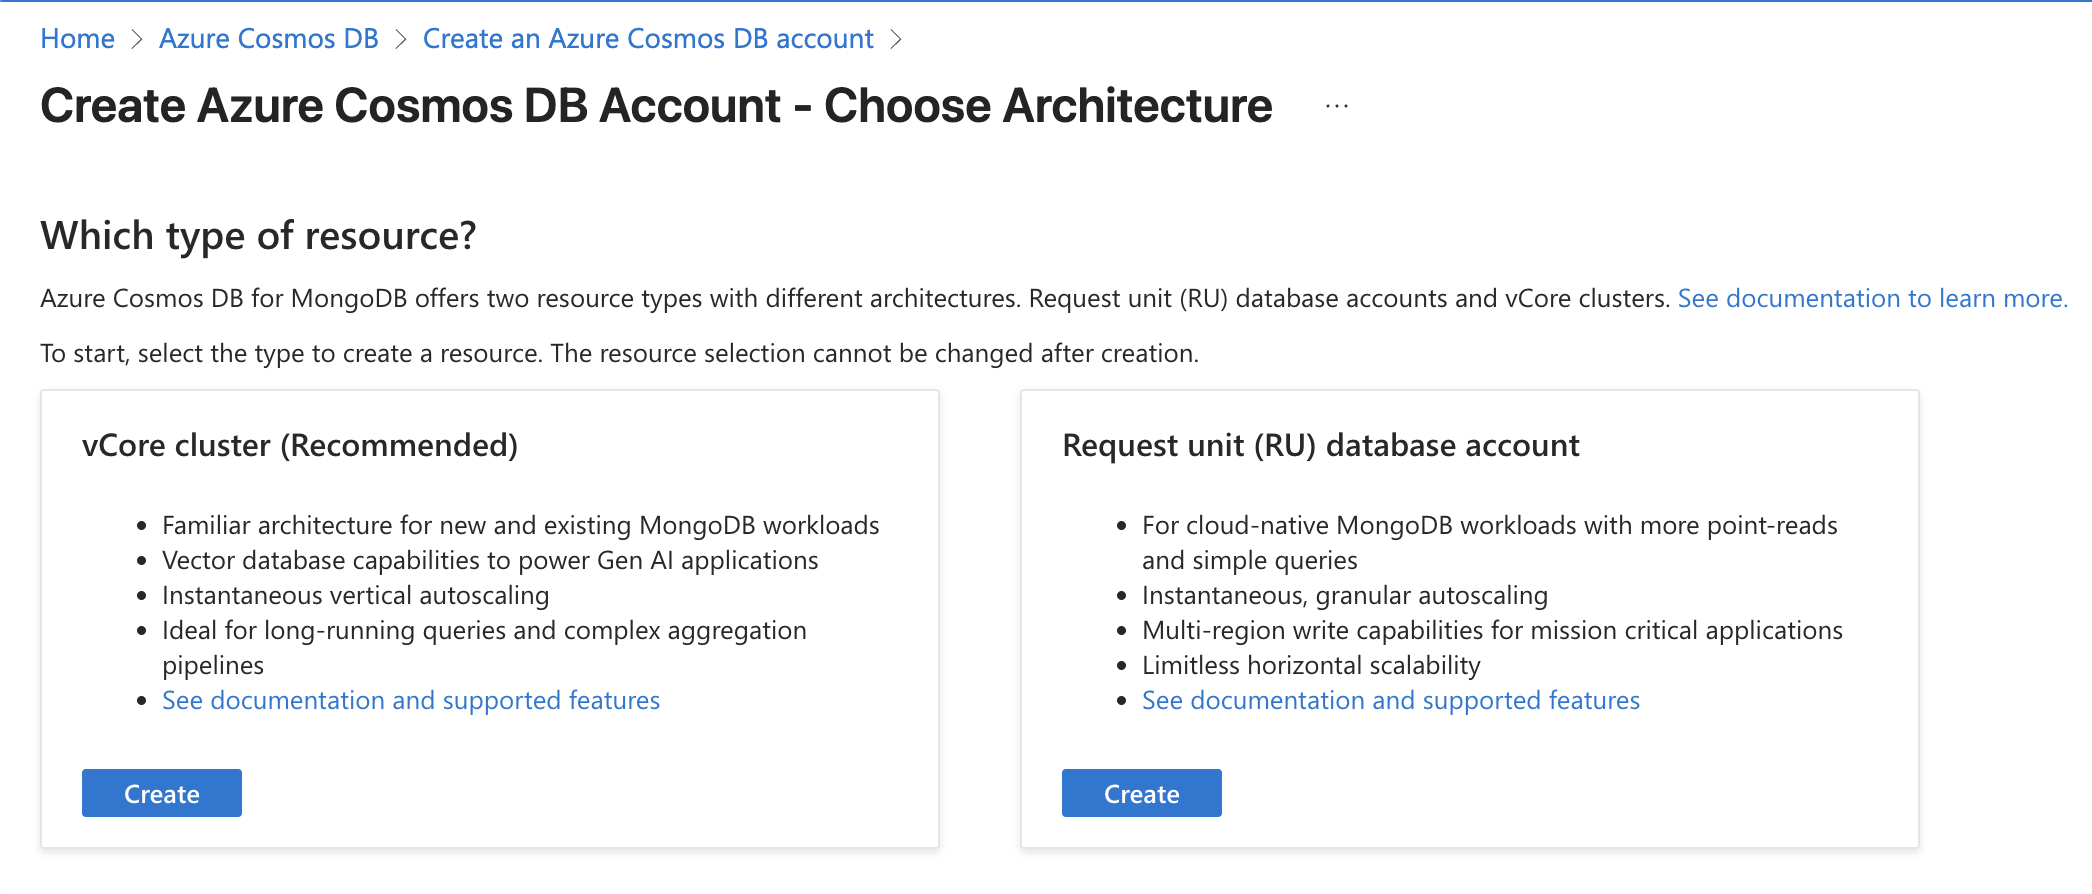 Home > Azure Cosmos DB > Create an Azure Cosmos DB account >
Create Azure Cosmos DB Account - Choose Architecture ...
Which type of resource?
Azure Cosmos DB for MongoDB offers two resource types with different architectures. Request unit (RU) database accounts and vCore clusters. See documentation to learn more.
To start, select the type to create a resource. The resource selection cannot be changed after creation.
vCore cluster (Recommended)
• Familiar architecture for new and existing MongoDB workloads
• Vector database capabilities to power Gen AI applications
• Instantaneous vertical autoscaling
• Ideal for long-running queries and complex aggregation
pipelines
• See documentation and supported features
Create
Request unit (RU) database account
• For cloud-native MongoDB workloads with more point-reads
and simple queries
• Instantaneous, granular autoscaling
• Multi-region write capabilities for mission critical applications
• Limitless horizontal scalability
• See documentation and supported features
Create